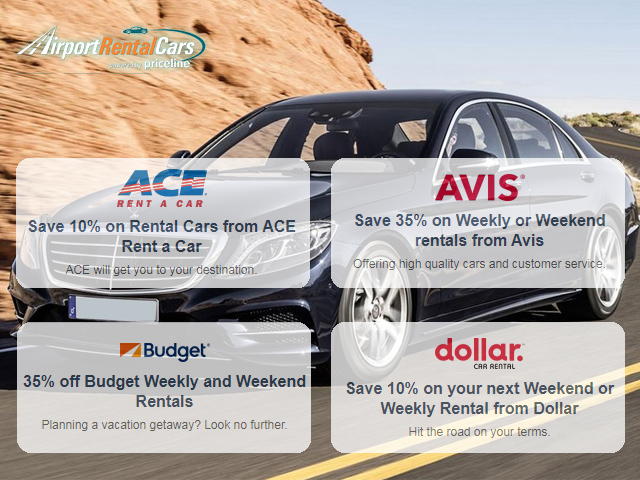 AirportRentalCars
powered by priceline
ACE
RENT A CAR
Save 10% on Rental Cars from ACE
Rent a Car
ACE will get you to your destination.
AVIS®
Save 35% on Weekly or Weekend
rentals from Avis
Offering high quality cars and customer service.
Budget®
35% off Budget Weekly and Weekend
Rentals
Planning a vacation getaway? Look no further.
dollar.
CAR RENTAL
Save 10% on your next Weekend or
Weekly Rental from Dollar
Hit the road on your terms.